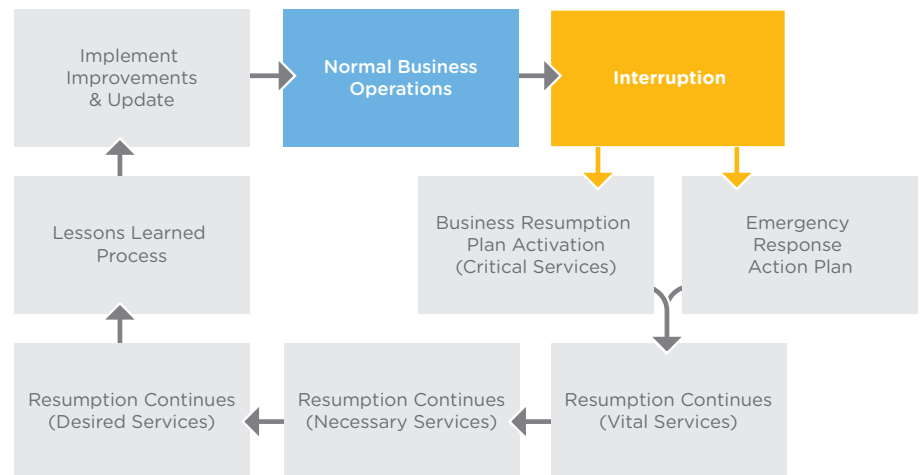 Implement
Improvements
& Update
Normal Business
Operations
Interruption
Lessons Learned
Process
Business Resumption
Plan Activation
(Critical Services)
Emergency
Response
Action Plan
Resumption Continues
(Desired Services)
Resumption Continues
(Necessary Services)
Resumption Continues
(Vital Services)